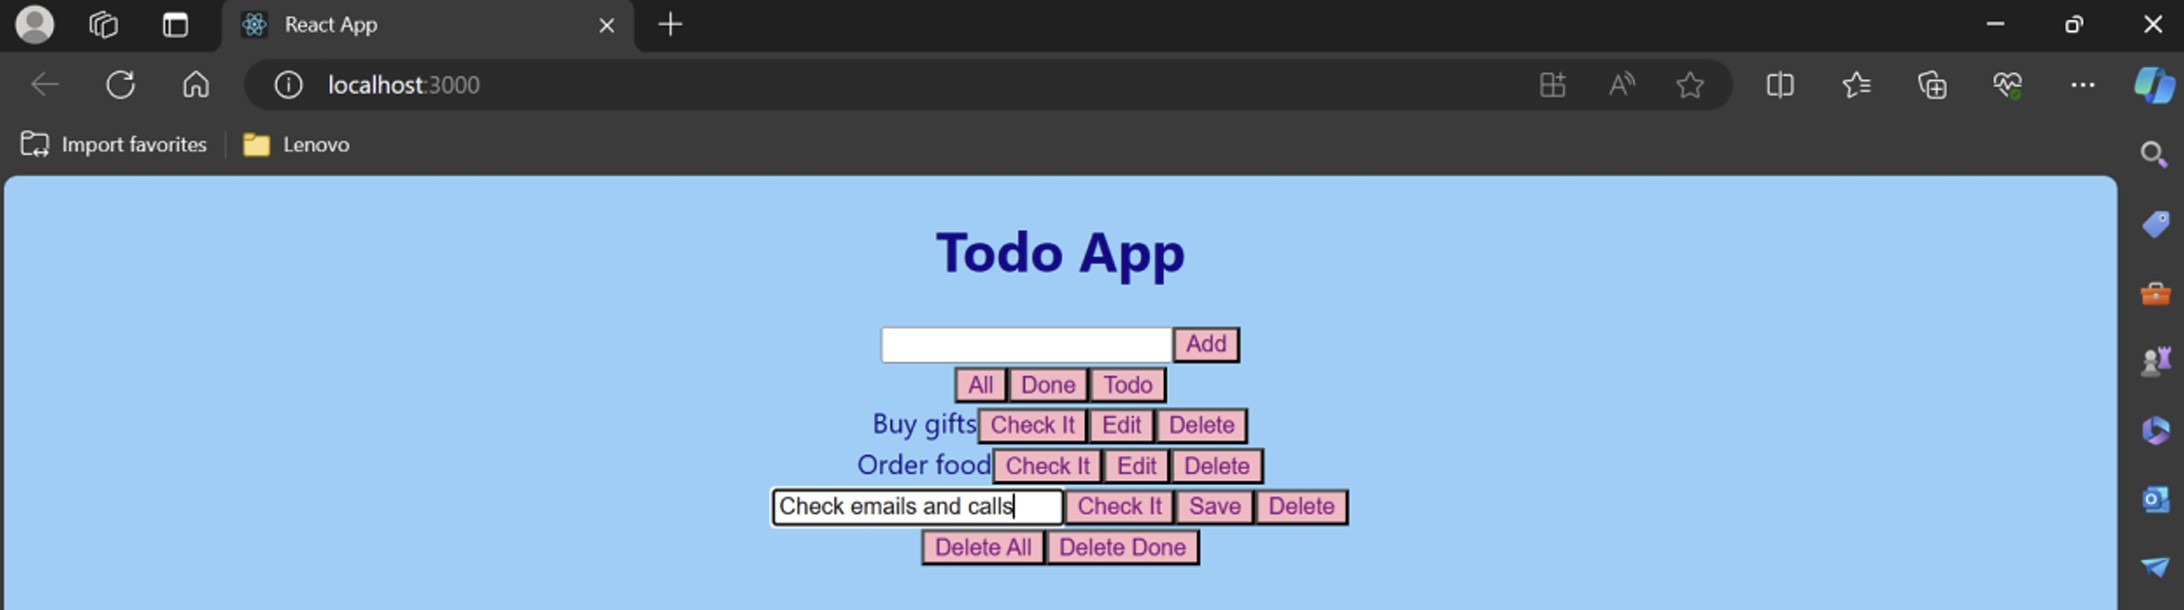 React App
localhost:3000
Import favorites Lenovo
Todo App
Add
All Done Todo
Buy gifts Check It Edit Delete
Order food Check It Edit Delete
Check emails and calls Check It Save Delete
Delete All Delete Done